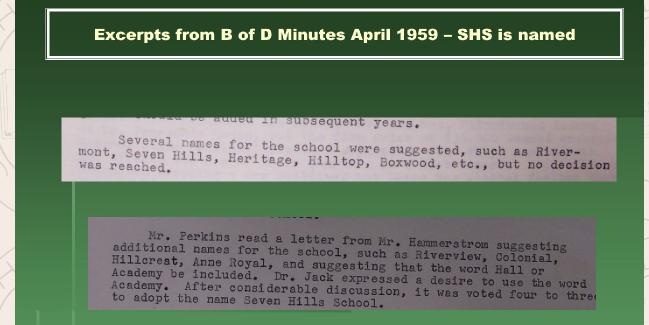 Excerpts from B of D Minutes April 1959 – SHS is named
should be added in subsequent years.
Several names for the school were suggested, such as River-
mont, Seven Hills, Heritage, Hilltop, Boxwood, etc., but no decision
was reached.
Mr. Perkins read a letter from Mr. Hammerstrom suggesting
additional names for the school, such as Riverview, Colonial,
Hillcrest, Anne Royal, and suggesting that the word Hall or
Academy be included. Dr. Jack expressed a desire to use the word
Academy. After considerable discussion, it was voted four to three
to adopt the name Seven Hills School.